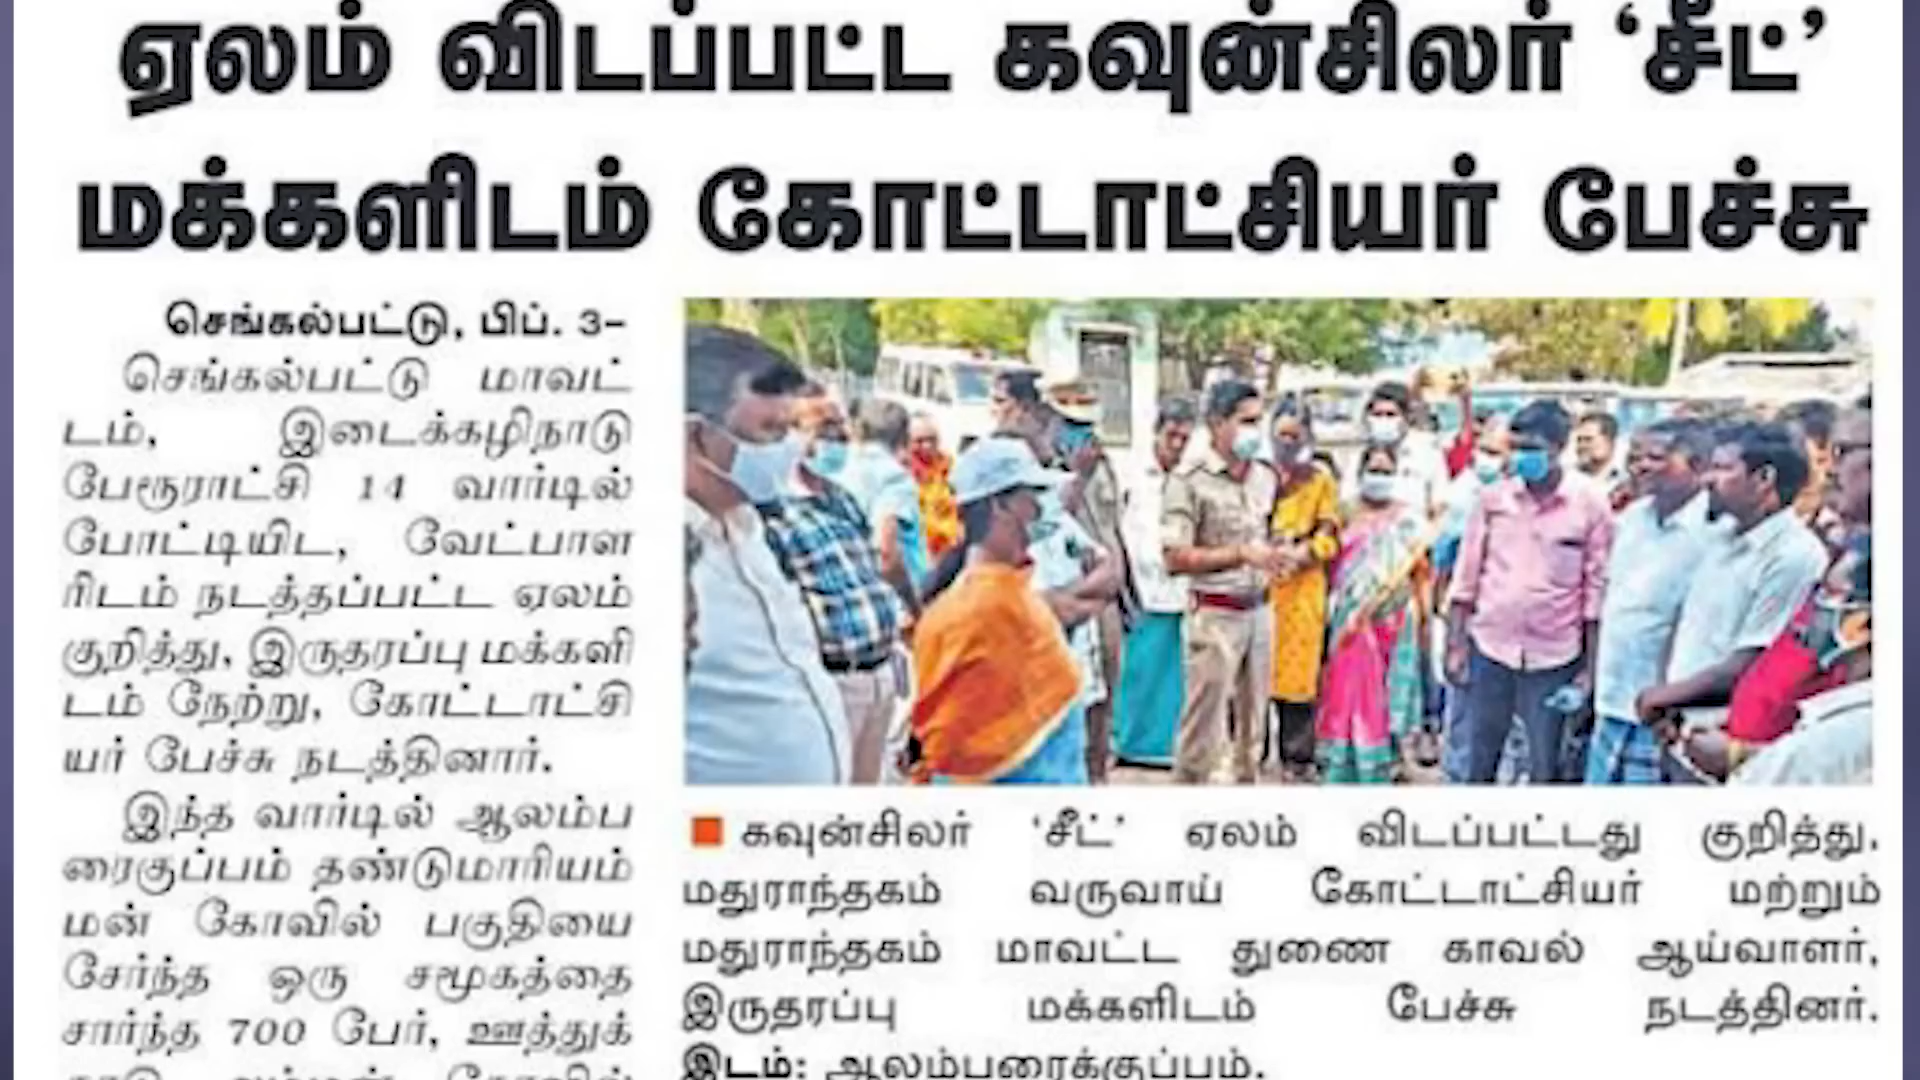 ஏலம் விடப்பட்ட கவுன்சிலர் ‘சீட்’
மக்களிடம் கோட்டாட்சியர் பேச்சு
செங்கல்பட்டு, பிப். 3–
செங்கல்பட்டு மாவட்
டம், இடைக்கழிநாடு
பேரூராட்சி 14 வார்டில்
போட்டியிட, வேட்பாள
ரிடம் நடத்தப்பட்ட ஏலம்
குறித்து, இருதரப்பு மக்களி
டம் நேற்று, கோட்டாட்சி
யர் பேச்சு நடத்தினார்.
இந்த வார்டில் ஆலம்ப
ரைகுப்பம் தண்டுமாரியம்
மன் கோவில் பகுதியை
சேர்ந்த ஒரு சமூகத்தை
சார்ந்த 700 பேர், ஊத்துக்
கவுன்சிலர் ‘சீட்’ ஏலம் விடப்பட்டது குறித்து,
மதுராந்தகம் வருவாய் கோட்டாட்சியர் மற்றும்
மதுராந்தகம் மாவட்ட துணை காவல் ஆய்வாளர்,
இருதரப்பு மக்களிடம் பேச்சு நடத்தினர்.
இடம்: ஆலம்பரைக்குப்பம்.